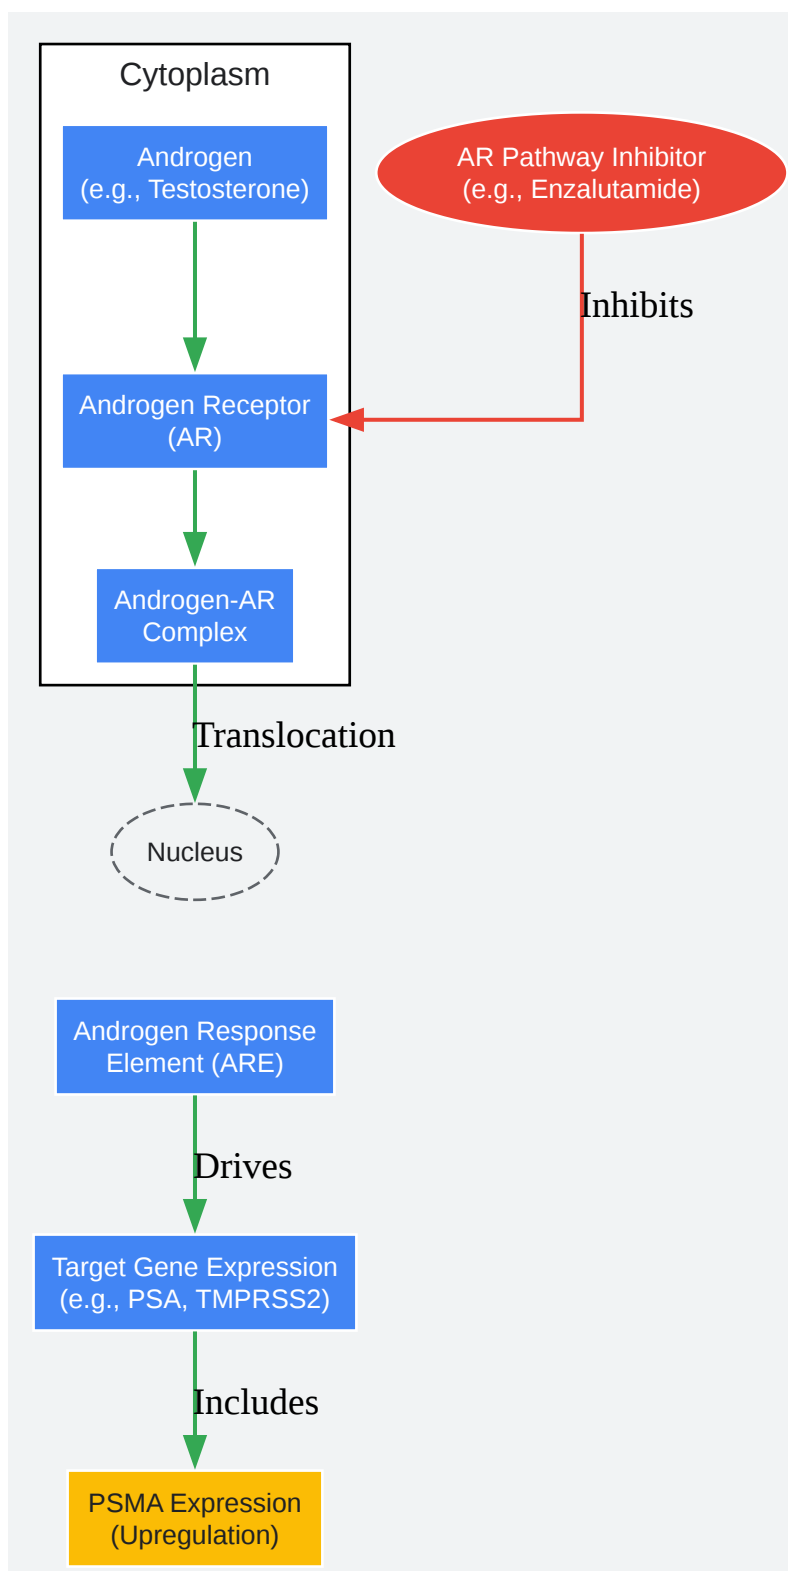 Cytoplasm
Androgen
(e.g., Testosterone)
AR Pathway Inhibitor
(e.g., Enzalutamide)
Inhibits
Androgen Receptor
(AR)
Androgen-AR
Complex
Translocation
Nucleus
Androgen Response
Element (ARE)
Drives
Target Gene Expression
(e.g., PSA, TMPRSS2)
Includes
PSMA Expression
(Upregulation)